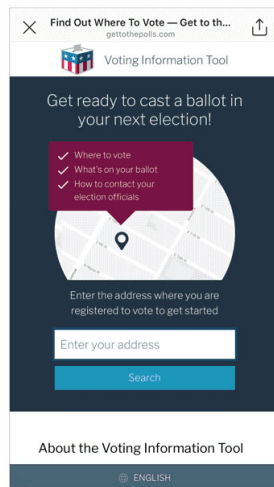 Find Out Where To Vote — Get to th...
gettothepolls.com
Voting Information Tool
Get ready to cast a ballot in
your next election!
Where to vote
What's on your ballot
How to contact your
election officials
Enter the address where you are
registered to vote to get started
Enter your address
Search
About the Voting Information Tool
ENGLISH